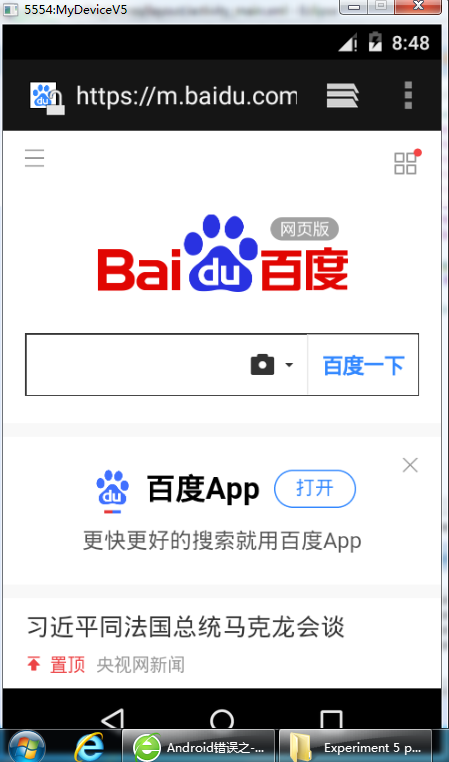 5554:MyDeviceV5
8:48
https://m.baidu.com
网页版
Bai du 百度
百度一下
du 百度App 打开
更快更好的搜索就用百度App
习近平同法国总统马克龙会谈
置顶 央视网新闻
Android错误之-... Experiment 5 p...